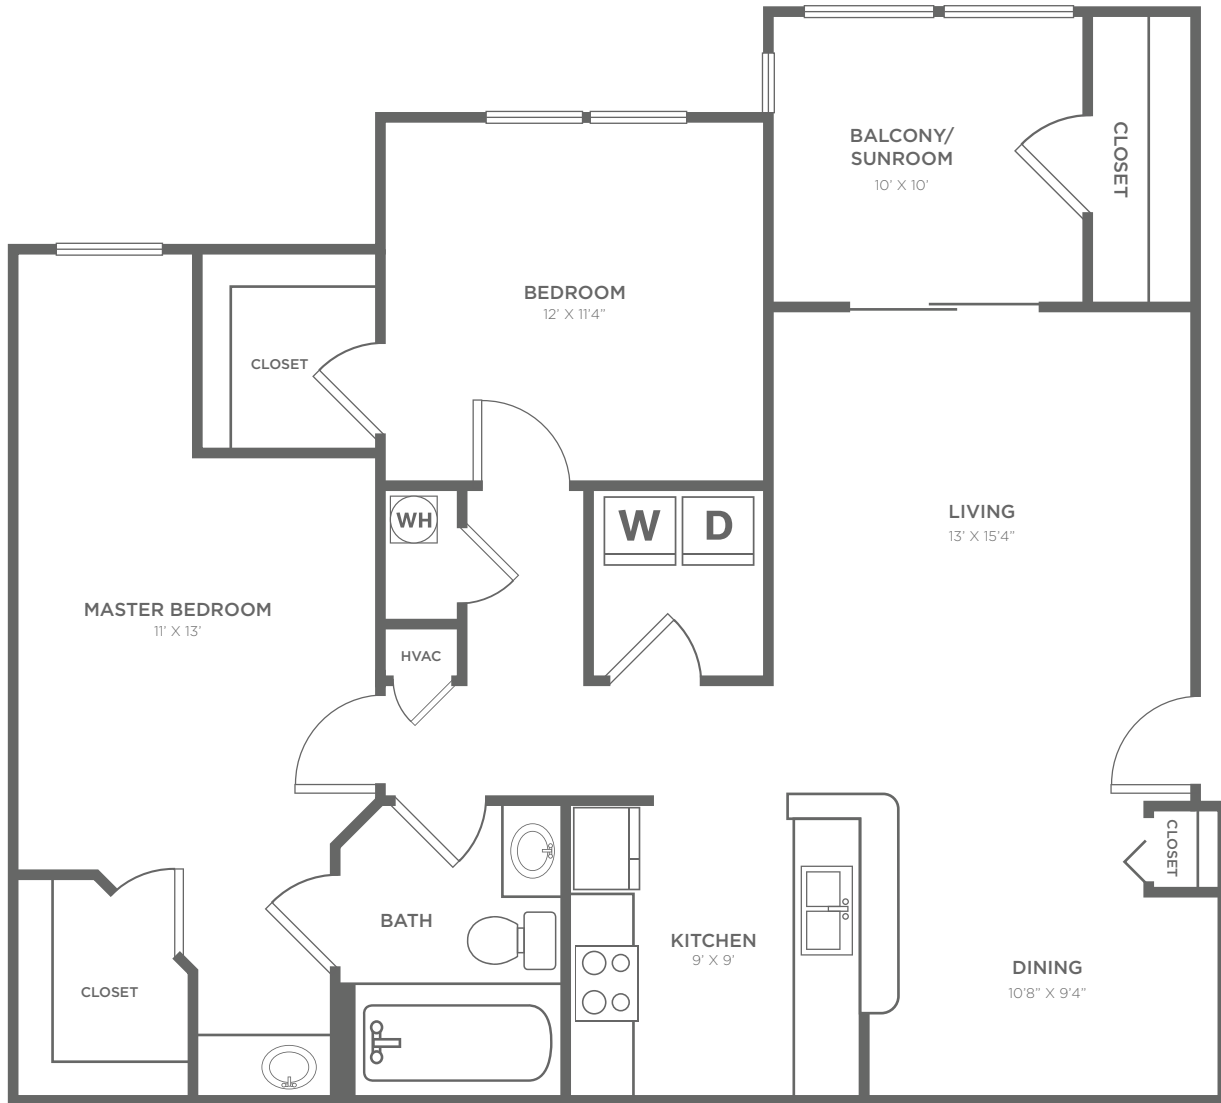 BALCONY/
SUNROOM
10’ X 10’
CLOSET
BEDROOM
12’ X 11’4”
CLOSET
WH
W
D
LIVING
13’ X 15’4”
MASTER BEDROOM
11’ X 13’
HVAC
CLOSET
BATH
KITCHEN
9’ X 9’
DINING
10’8” X 9’4”
CLOSET